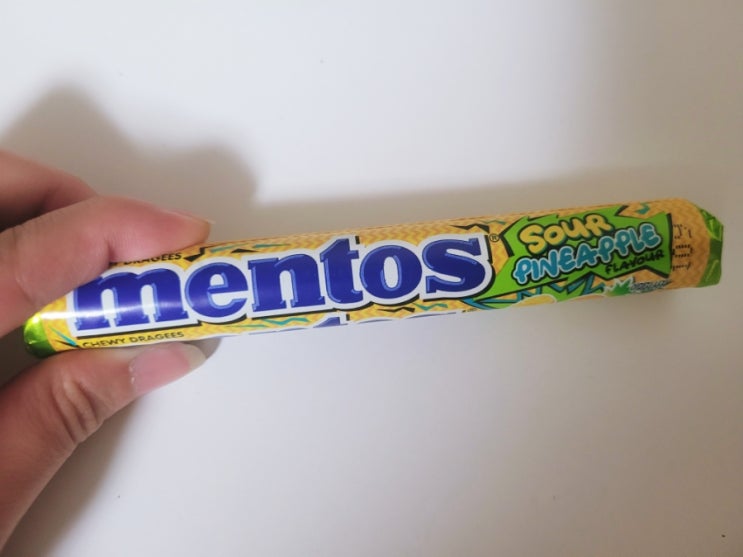 DRAGEES
mentos®
SOUR
PINEAPPLE
FLAVOUR
CHEWY DRAGEES